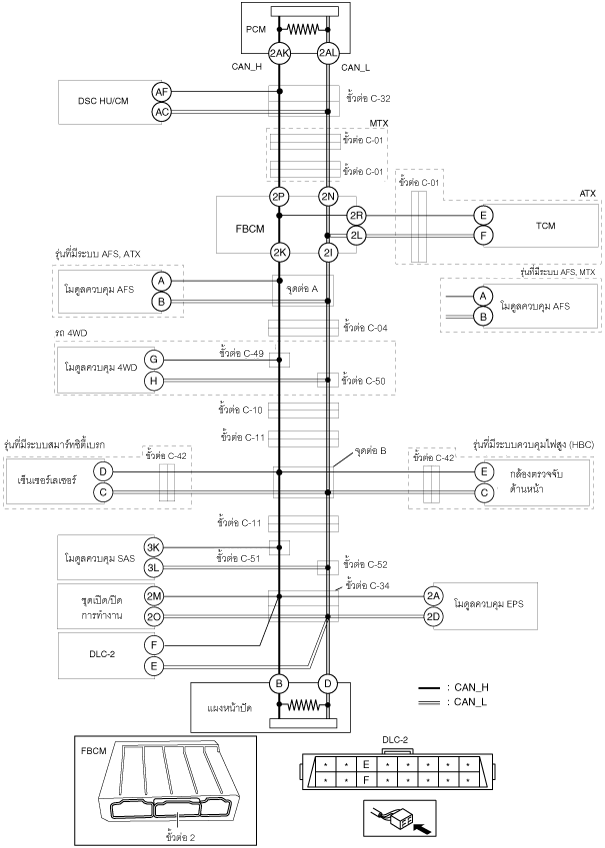 PCM
2AK
2AL
CAN_H
CAN_L
DSC HU/CM
AF
AC
ขั้วต่อ C-32
MTX
ขั้วต่อ C-01
ขั้วต่อ C-01
ขั้วต่อ C-01
ATX
2P
2N
FBCM
2R
2L
E
F
TCM
2K
2I
รุ่นที่มีระบบ AFS, ATX
โมดูลควบคุม AFS
A
B
จุดต่อ A
รุ่นที่มีระบบ AFS, MTX
A
B
โมดูลควบคุม AFS
ขั้วต่อ C-04
รถ 4WD
โมดูลควบคุม 4WD
G
H
ขั้วต่อ C-49
ขั้วต่อ C-50
ขั้วต่อ C-10
ขั้วต่อ C-11
รุ่นที่มีระบบสมาร์ทซิตี้เบรก
ขั้วต่อ C-42
เซ็นเซอร์เลเซอร์
D
C
จุดต่อ B
รุ่นที่มีระบบควบคุมไฟสูง (HBC)
ขั้วต่อ C-42
E
C
กล้องตรวจจับ
ด้านหน้า
ขั้วต่อ C-11
โมดูลควบคุม SAS
3K
3L
ขั้วต่อ C-51
ขั้วต่อ C-52
ขั้วต่อ C-34
ชุดเปิด/ปิด
การทำงาน
2M
2O
2A
2D
โมดูลควบคุม EPS
DLC-2
F
E
B
D
แผงหน้าปัด
: CAN_H
: CAN_L
FBCM
ขั้วต่อ 2
DLC-2
* * E * * * * *
* * F * * * * *